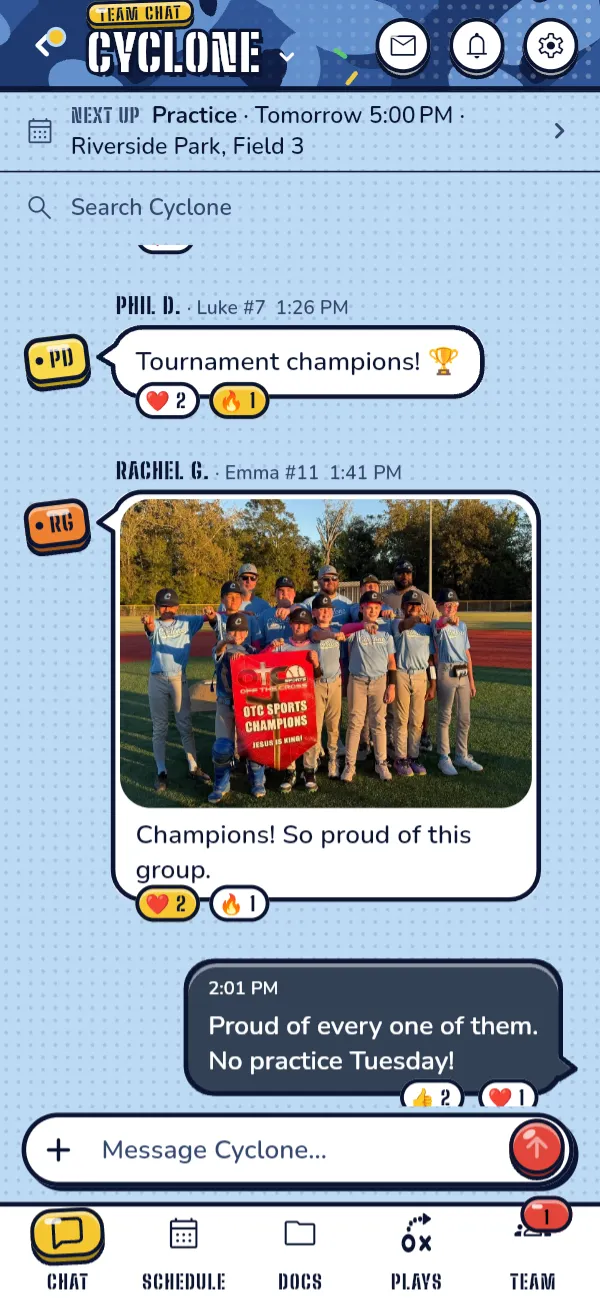 TEAM CHAT
CYCLONE
NEXT UP Practice · Tomorrow 5:00 PM ·
Riverside Park, Field 3
Search Cyclone
PHIL D. · Luke #7 1:26 PM
PD
Tournament champions! 🏆
❤️ 2 🔥 1
RACHEL G. · Emma #11 1:41 PM
RG
OTC SPORTS
OFF THE CROSS
OTC SPORTS
CHAMPIONS
JESUS IS KING!
Champions! So proud of this
group.
❤️ 2 🔥 1
2:01 PM
Proud of every one of them.
No practice Tuesday!
👍 2 ❤️ 1
Message Cyclone...
1
CHAT SCHEDULE DOCS PLAYS TEAM